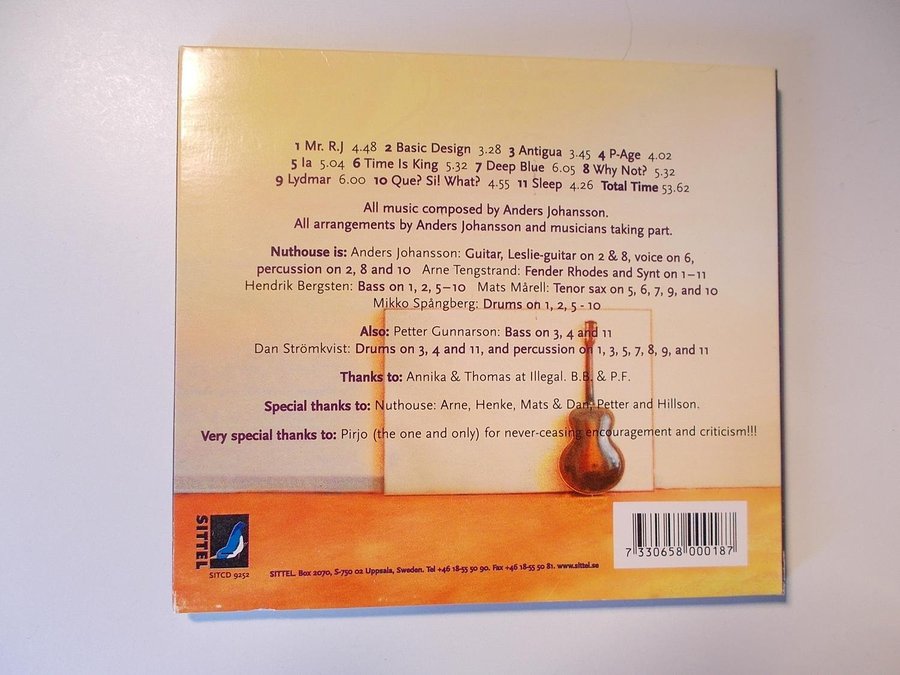 1 Mr. R.J 4.48 2 Basic Design 3.28 3 Antigua 3.45 4 P-Age 4.02
5 Ia 5.04 6 Time Is King 5.32 7 Deep Blue 6.05 8 Why Not? 5.32
9 Lydmar 6.00 10 Que? Si! What? 4.55 11 Sleep 4.26 Total Time 53.62
All music composed by Anders Johansson.
All arrangements by Anders Johansson and musicians taking part.
Nuthouse is: Anders Johansson: Guitar, Leslie-guitar on 2 & 8, voice on 6,
percussion on 2, 8 and 10 Arne Tengstrand: Fender Rhodes and Synt on 1–11
Hendrik Bergsten: Bass on 1, 2, 5–10 Mats Mårell: Tenor sax on 5, 6, 7, 9, and 10
Mikko Spångberg: Drums on 1, 2, 5 - 10
Also: Petter Gunnarson: Bass on 3, 4 and 11
Dan Strömkvist: Drums on 3, 4 and 11, and percussion on 1, 3, 5, 7, 8, 9, and 11
Thanks to: Annika & Thomas at Illegal. B.B. & P.F.
Special thanks to: Nuthouse: Arne, Henke, Mats & Dan, Petter and Hillson.
Very special thanks to: Pirjo (the one and only) for never-ceasing encouragement and criticism!!!
SITTEL
SITCD 9252
SITTEL. Box 2070, S-750 02 Uppsala, Sweden. Tel +46 18-55 50 90. Fax +46 18-55 50 81. www.sittel.se
7 330658 000187